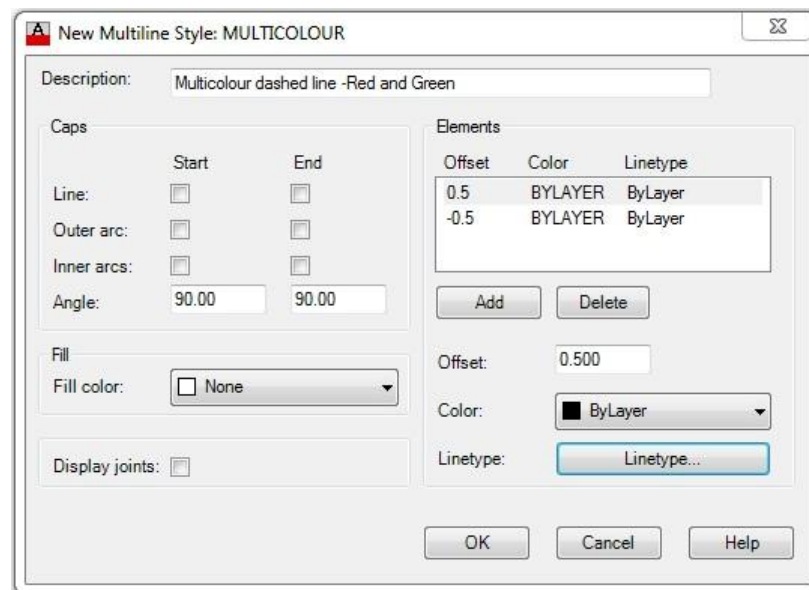 New Multiline Style: MULTICOLOUR
Description: Multicolour dashed line -Red and Green
Caps
Start End
Line:
Outer arc:
Inner arcs:
Angle: 90.00 90.00
Fill
Fill color: None
Display joints:
Elements
Offset Color Linetype
0.5 BYLAYER ByLayer
-0.5 BYLAYER ByLayer
Add Delete
Offset: 0.500
Color: ByLayer
Linetype: Linetype...
OK Cancel Help